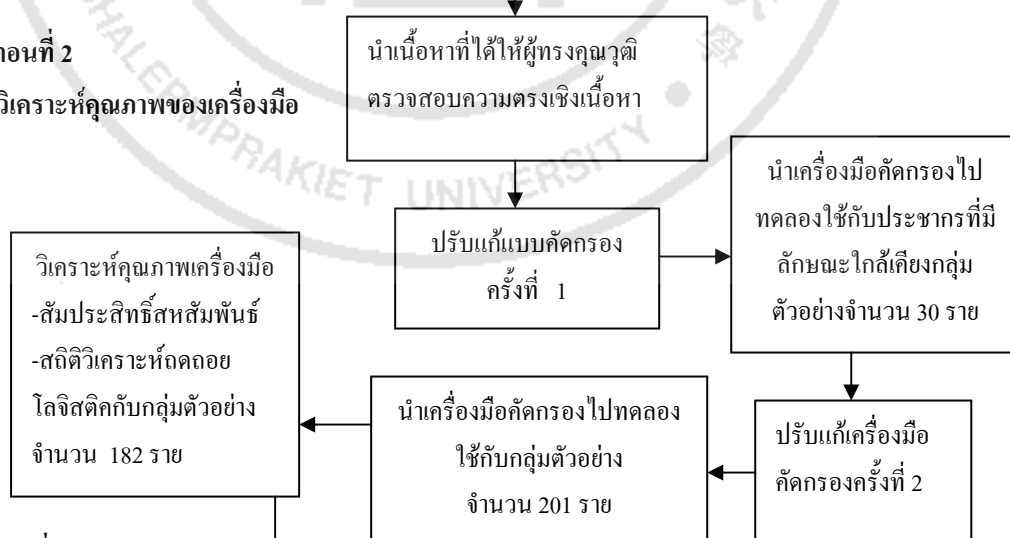 ตอนที่ 2
วิเคราะห์คุณภาพของเครื่องมือ
นำเนื้อหาที่ได้ให้ผู้ทรงคุณวุฒิ
ตรวจสอบความตรงเชิงเนื้อหา
ปรับแก้แบบคัดกรอง
ครั้งที่ 1
นำเครื่องมือคัดกรองไป
ทดลองใช้กับประชากรที่มี
ลักษณะใกล้เคียงกลุ่ม
ตัวอย่างจำนวน 30 ราย
ปรับแก้เครื่องมือ
คัดกรองครั้งที่ 2
นำเครื่องมือคัดกรองไปทดลอง
ใช้กับกลุ่มตัวอย่าง
จำนวน 201 ราย
วิเคราะห์คุณภาพเครื่องมือ
-สัมประสิทธิ์สหสัมพันธ์
-สถิติวิเคราะห์ถดถอย
โลจิสติคกับกลุ่มตัวอย่าง
จำนวน 182 ราย
HALERMPRAKIET UNIVERSITY